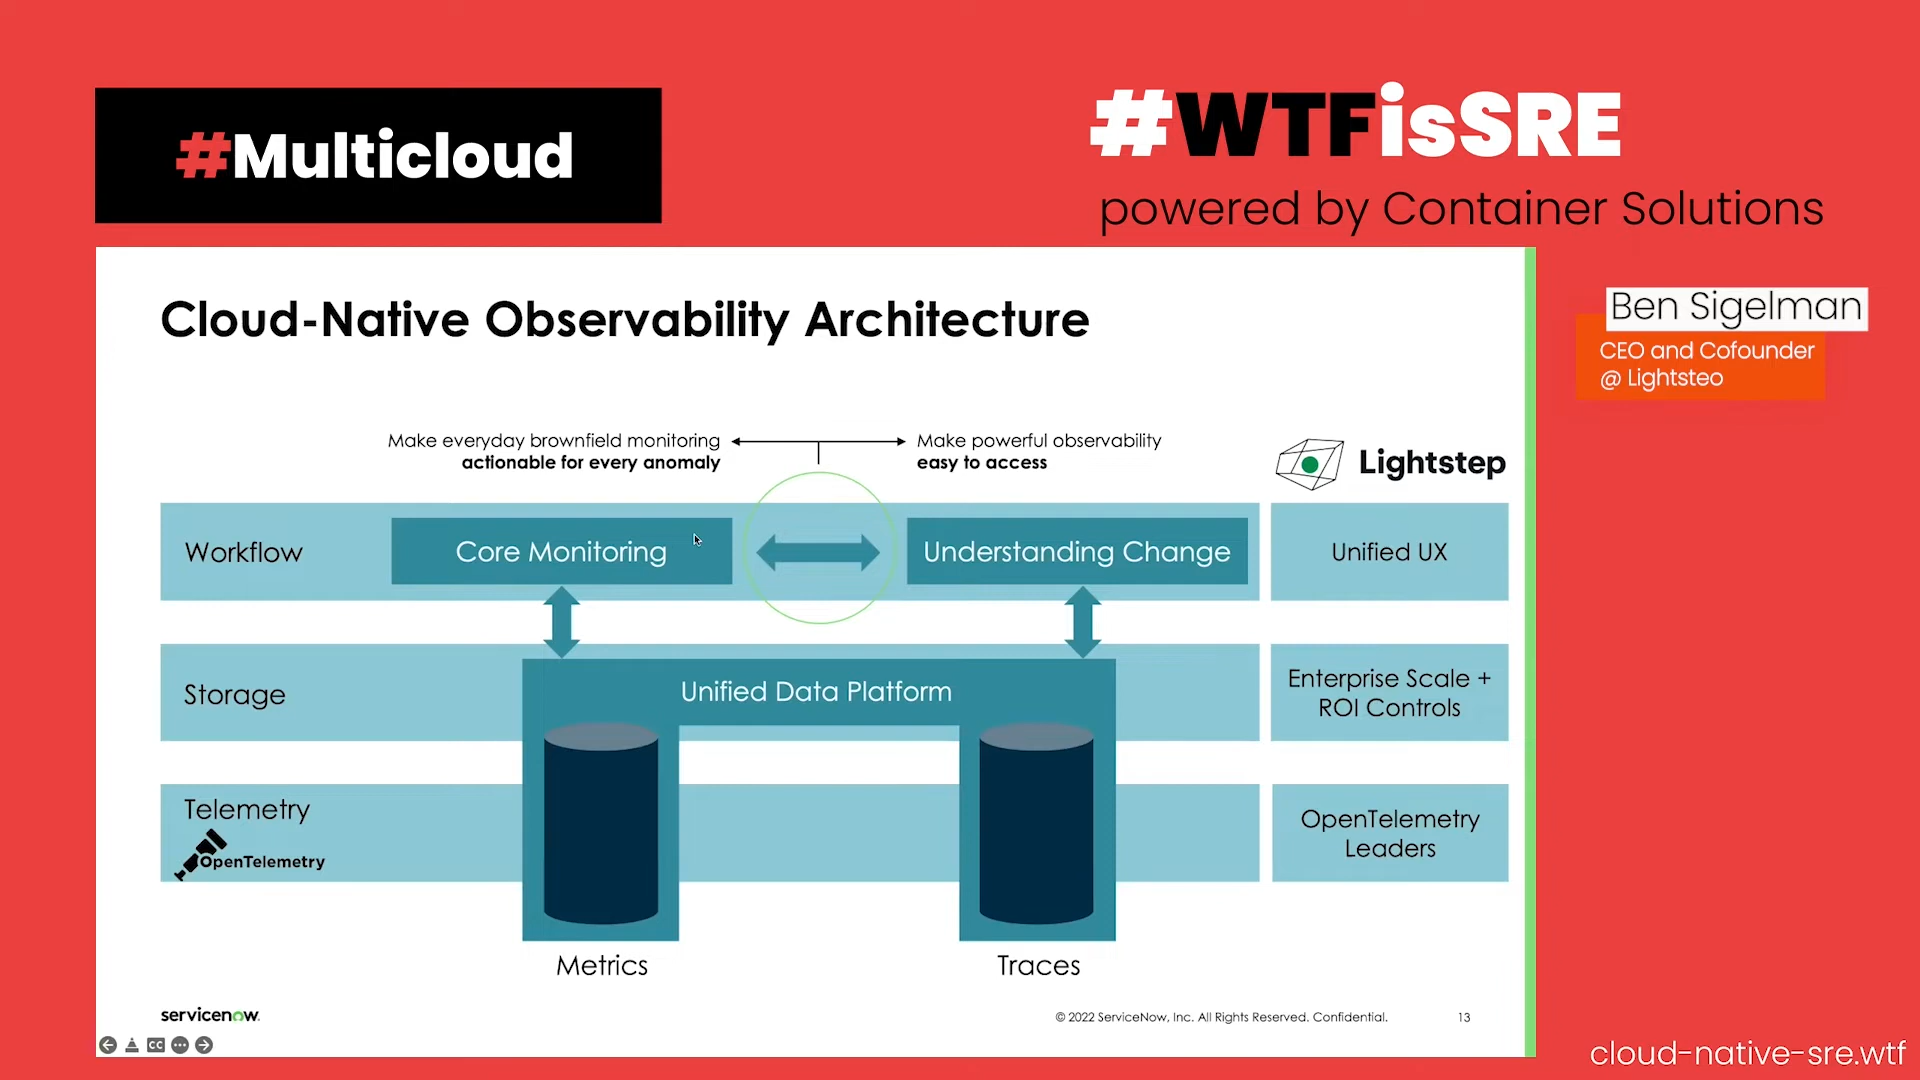 #Multicloud
#WTFisSRE
powered by Container Solutions
Ben Sigelman
CEO and Cofounder
@ Lightsteo
Cloud-Native Observability Architecture
Make everyday brownfield monitoring
actionable for every anomaly
Make powerful observability
easy to access
Lightstep
Workflow
Core Monitoring
Understanding Change
Unified UX
Storage
Unified Data Platform
Enterprise Scale +
ROI Controls
Telemetry
OpenTelemetry
OpenTelemetry
Leaders
Metrics
Traces
servicenow.
© 2022 ServiceNow, Inc. All Rights Reserved. Confidential.
13
CC
cloud-native-sre.wtf